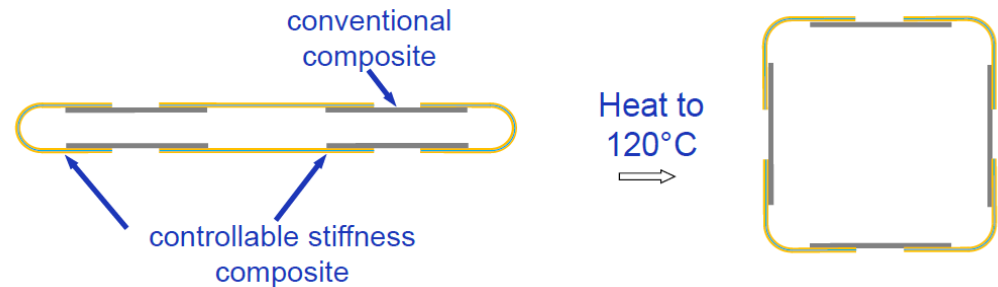 conventional
composite
Heat to
120°C
controllable stiffness
composite